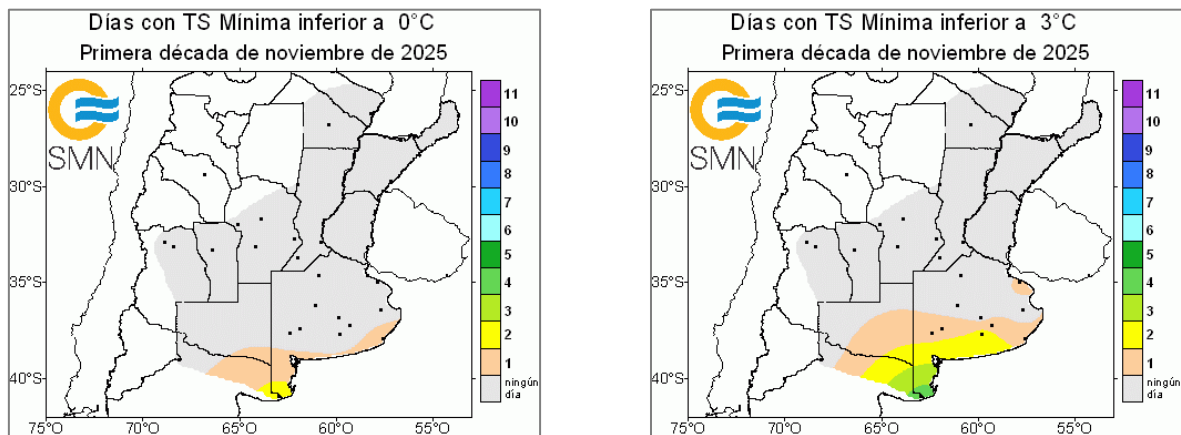 Días con TS Mínima inferior a 0°C
Primera década de noviembre de 2025
25°S
30°S
35°S
40°S
75°O
70°O
65°O
60°O
55°O
SMN
11
10
9
8
7
6
5
4
3
2
1
ningún
día
Días con TS Mínima inferior a 3°C
Primera década de noviembre de 2025
25°S
30°S
35°S
40°S
75°O
70°O
65°O
60°O
55°O
SMN
11
10
9
8
7
6
5
4
3
2
1
ningún
día